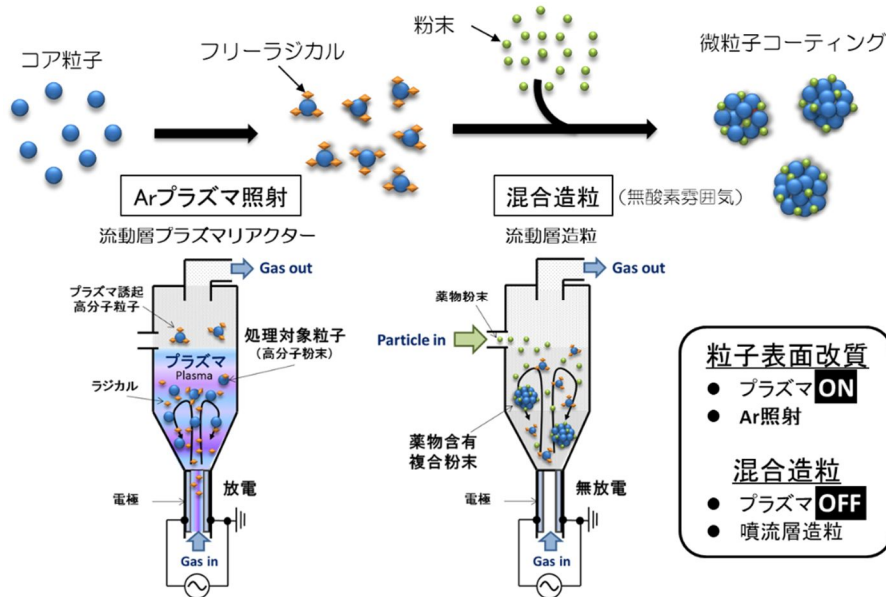 コア粒子
フリーラジカル
粉末
微粒子コーティング
Arプラズマ照射
混合造粒
(無酸素雰囲気)
流動層プラズマリアクター
Gas out
プラズマ誘起
高分子粒子
処理対象粒子
(高分子粉末)
プラズマ
Plasma
ラジカル
電極
放電
Gas in
流動層造粒
Gas out
薬物粉末
Particle in
薬物含有
複合粉末
電極
無放電
Gas in
粒子表面改質
● プラズマON
● Ar照射
混合造粒
● プラズマOFF
● 噴流層造粒